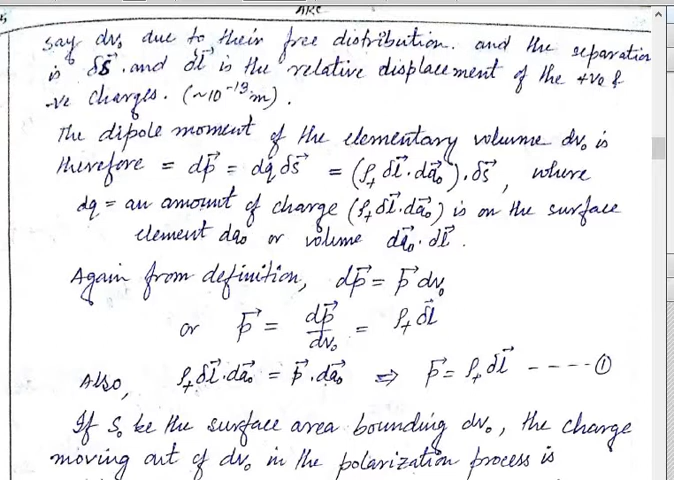 say dv₀ due to their free distribution. and the separation
is δs⃗. and δl⃗ is the relative displacement of the +ve &
-ve charges. (~10⁻¹³m).
The dipole moment of the elementary volume dv₀ is
therefore = dp⃗ = dq δs⃗ = (ρ₊ δl⃗.da⃗₀).δs⃗, where
dq = an amount of charge (ρ₊ δl⃗.da⃗₀) is on the surface
element da₀ or volume da⃗₀.δl⃗.
Again from definition, dp⃗ = p⃗ dv₀
or p⃗ = dp⃗/dv₀ = ρ₊ δl⃗
Also, ρ₊ δl⃗.da⃗₀ = p⃗.da⃗₀ ⇒ p⃗ = ρ₊ δl⃗ ----- ①
If S₀ be the surface area bounding dv₀, the charge
moving out of dv₀ in the polarization process is